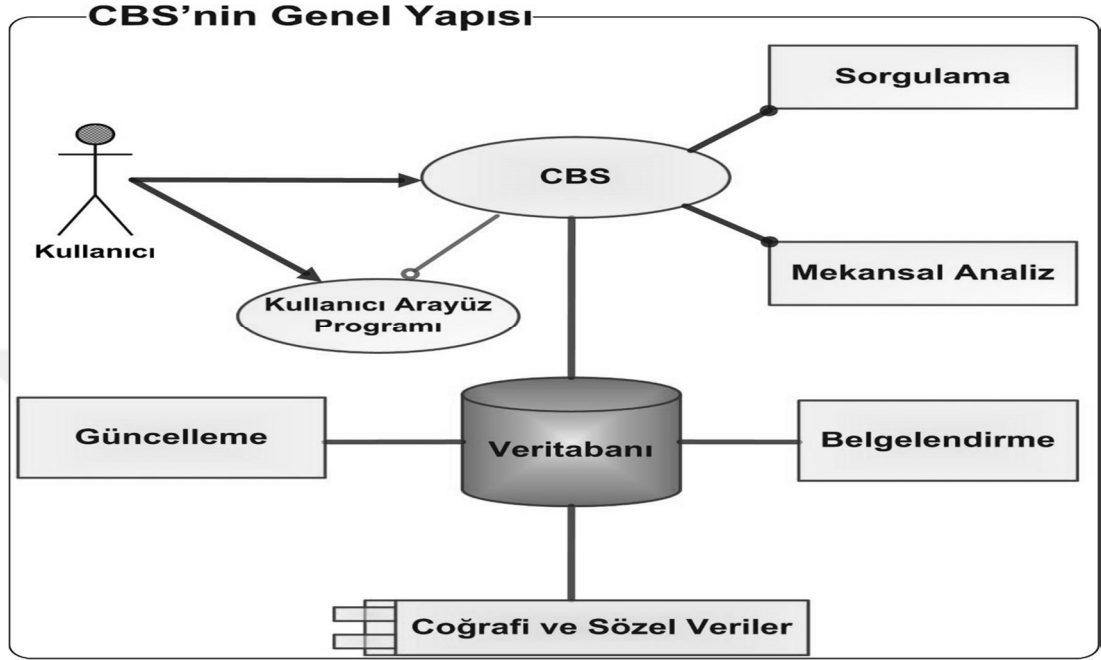 CBS’nin Genel Yapısı
Sorgulama
CBS
Kullanıcı
Mekansal Analiz
Kullanıcı Arayüz
Programı
Güncelleme
Veritabanı
Belgelendirme
Coğrafi ve Sözel Veriler